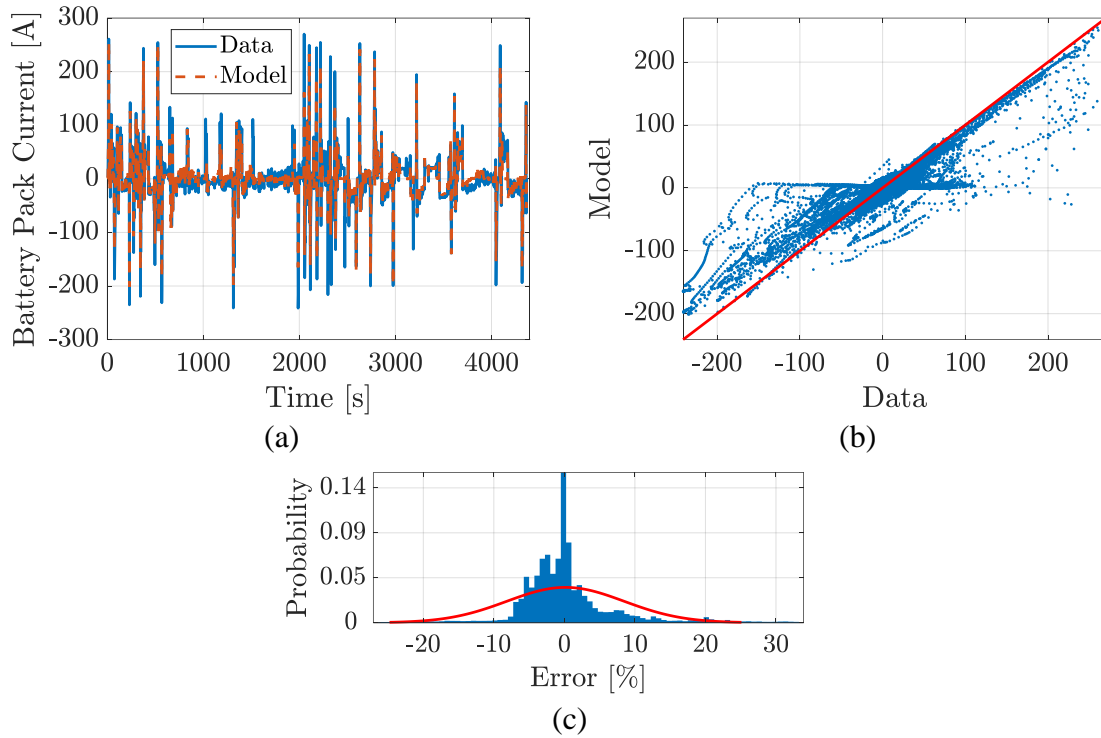 Battery Pack Current [A]
300
200
100
0
-100
-200
-300
Data
Model
0 1000 2000 3000 4000
Time [s]
(a)
Model
200
100
0
-100
-200
-200 -100 0 100 200
Data
(b)
Probability
0.14
0.09
0.05
0
-20 -10 0 10 20 30
Error [%]
(c)